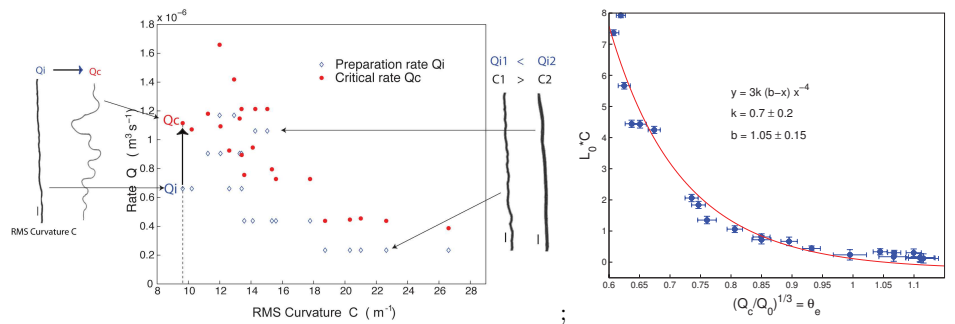 x 10⁻⁶
1.8
1.6
1.4
1.2
1
0.8
0.6
0.4
0.2
0
Rate Q ( m³ s⁻¹)
8 10 12 14 16 18 20 22 24 26 28
RMS Curvature C ( m⁻¹)
Preparation rate Qi
Critical rate Qc
Qc
Qi
Qi Qc
RMS Curvature C
Qi1 < Qi2
C1 > C2
;
8
7
6
5
4
3
2
1
0
L₀*C
y = 3k (b−x) x⁻⁴
k = 0.7 ± 0.2
b = 1.05 ± 0.15
0.6 0.65 0.7 0.75 0.8 0.85 0.9 0.95 1 1.05 1.1
(Q_c/Q_0)^1/3 = θ_e